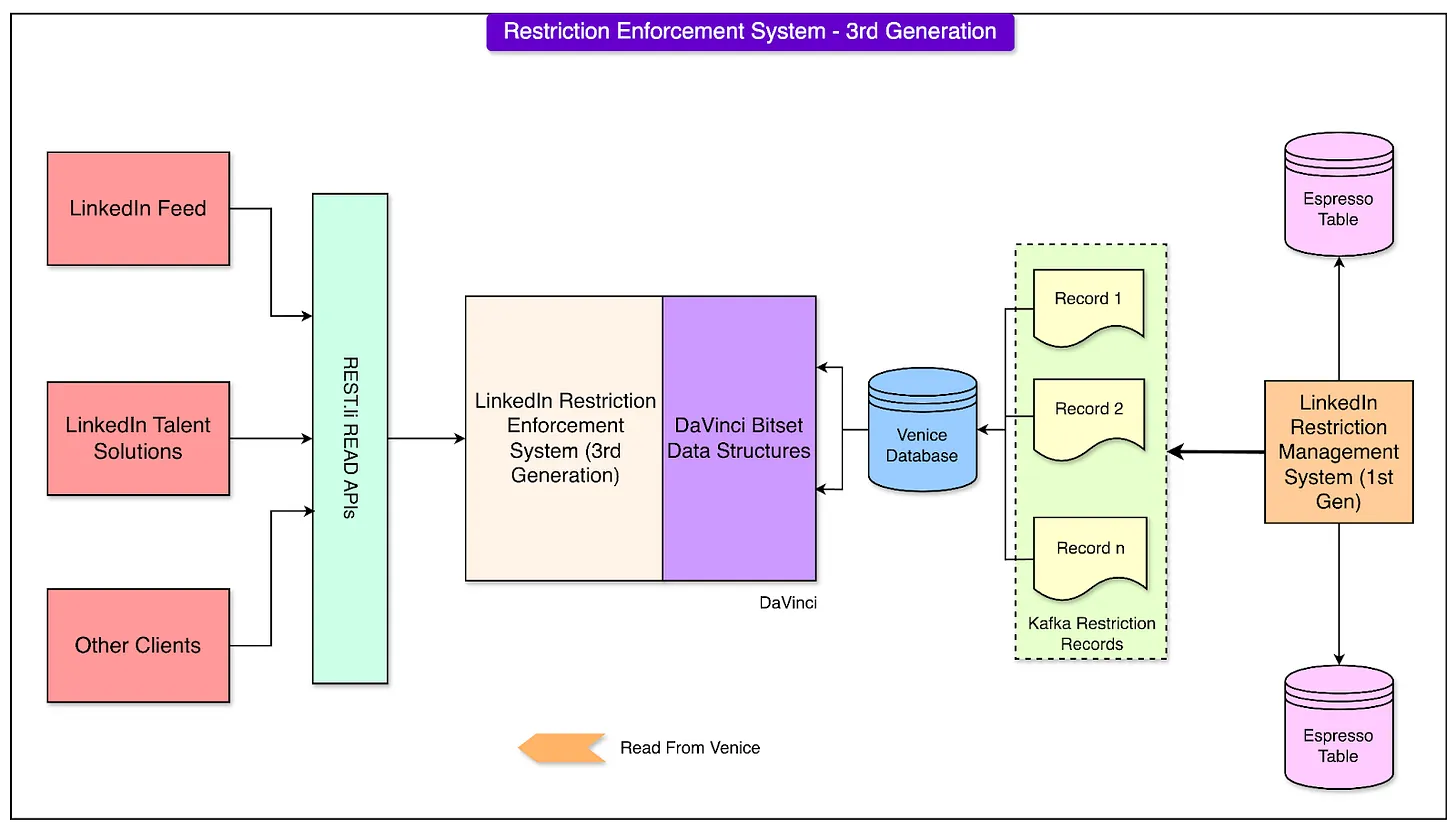 Restriction Enforcement System - 3rd Generation
LinkedIn Feed
LinkedIn Talent
Solutions
Other Clients
REST.li READ APIs
LinkedIn Restriction
Enforcement
System (3rd
Generation)
DaVinci Bitset
Data Structures
DaVinci
Venice
Database
Record 1
Record 2
Record n
Kafka Restriction
Records
Espresso
Table
LinkedIn
Restriction
Management
System (1st
Gen)
Espresso
Table
Read From Venice